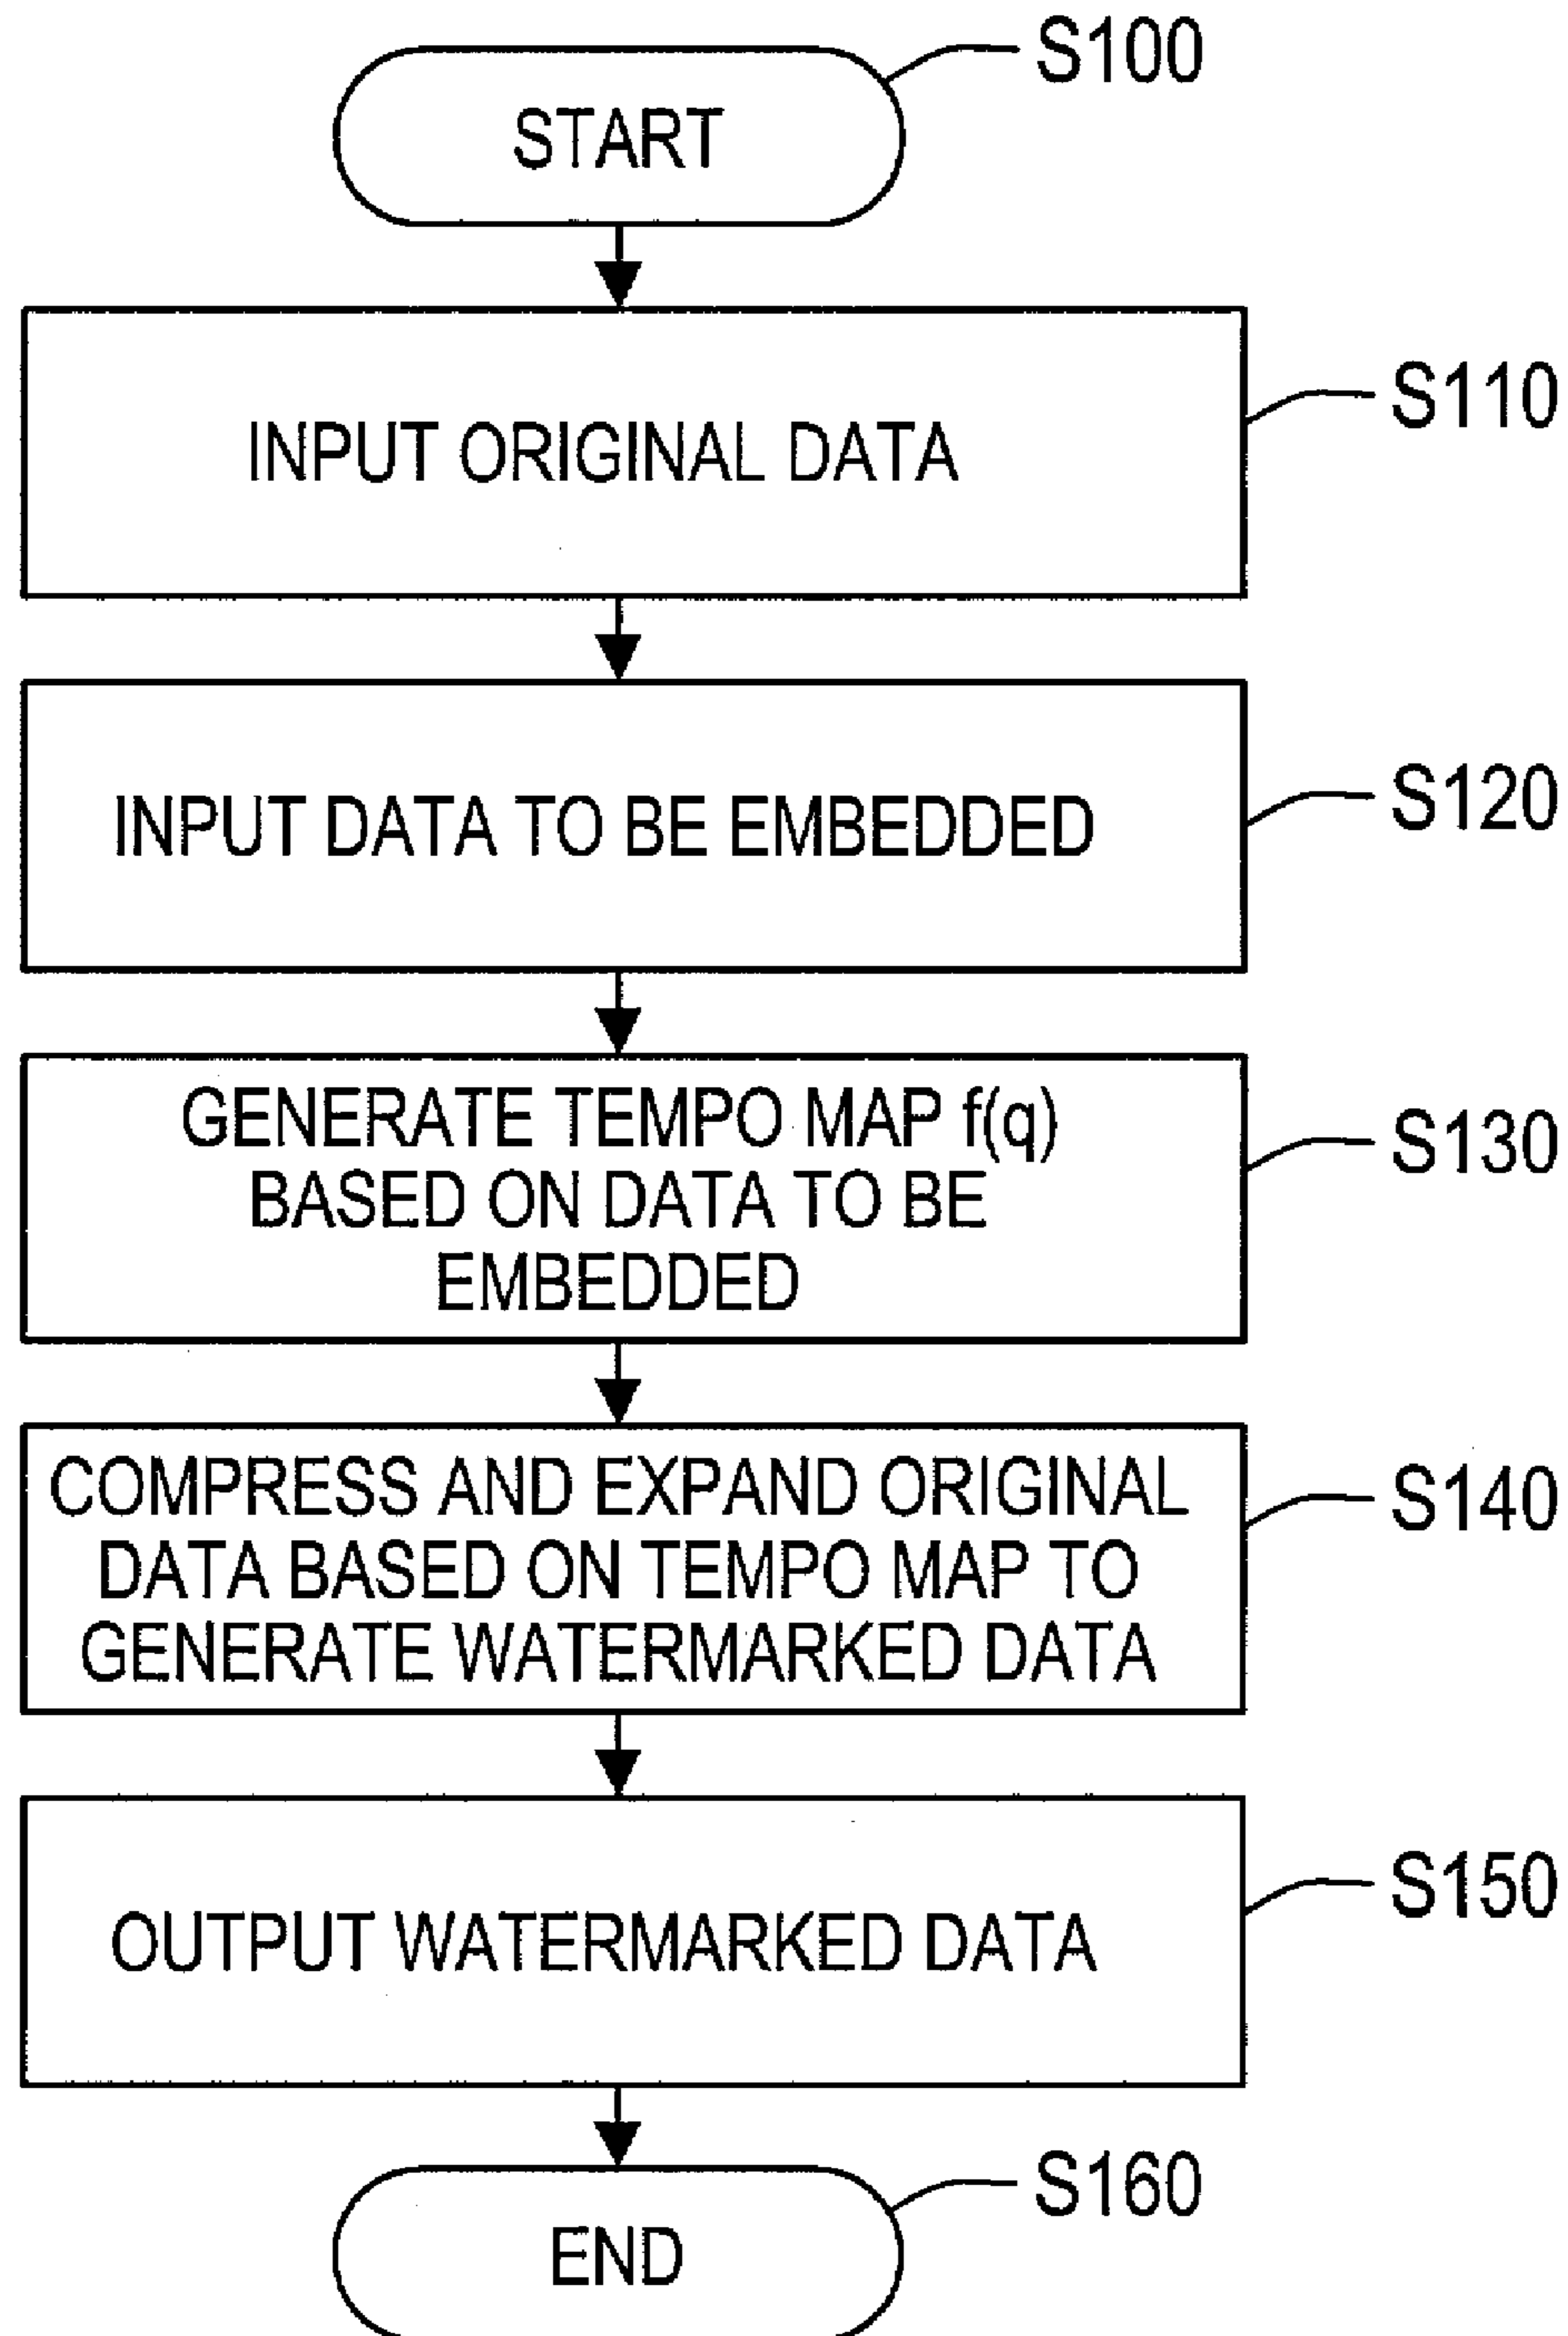 S100
START
INPUT ORIGINAL DATA
S110
INPUT DATA TO BE EMBEDDED
S120
GENERATE TEMPO MAP f(q)
BASED ON DATA TO BE
EMBEDDED
S130
COMPRESS AND EXPAND ORIGINAL
DATA BASED ON TEMPO MAP TO
GENERATE WATERMARKED DATA
S140
OUTPUT WATERMARKED DATA
S150
S160
END